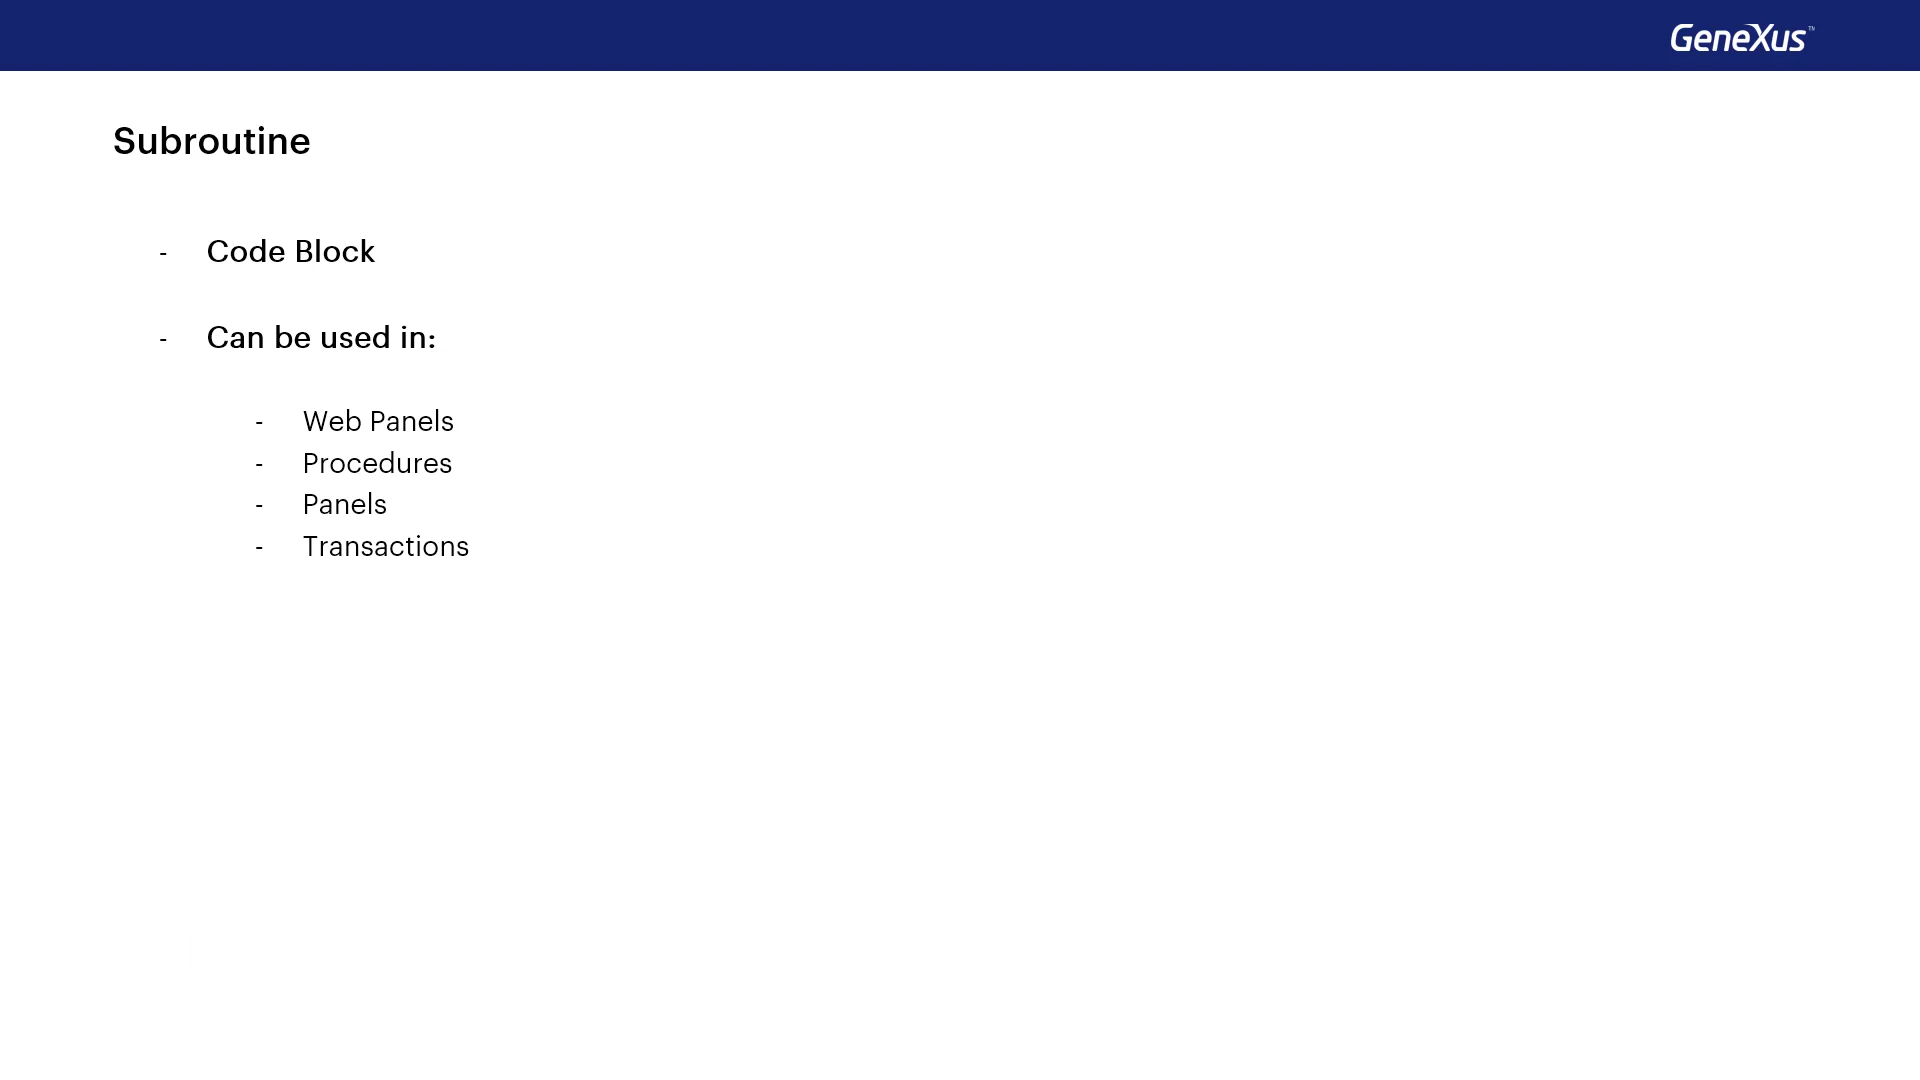 GeneXus™
Subroutine
- Code Block
- Can be used in:
- Web Panels
- Procedures
- Panels
- Transactions